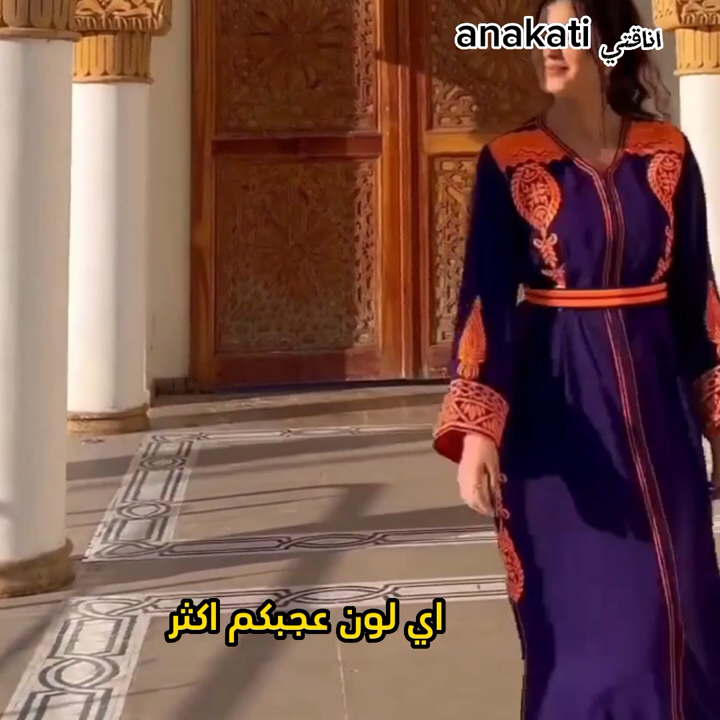 anakati اناقتي
اي لون عجبكم اكثر